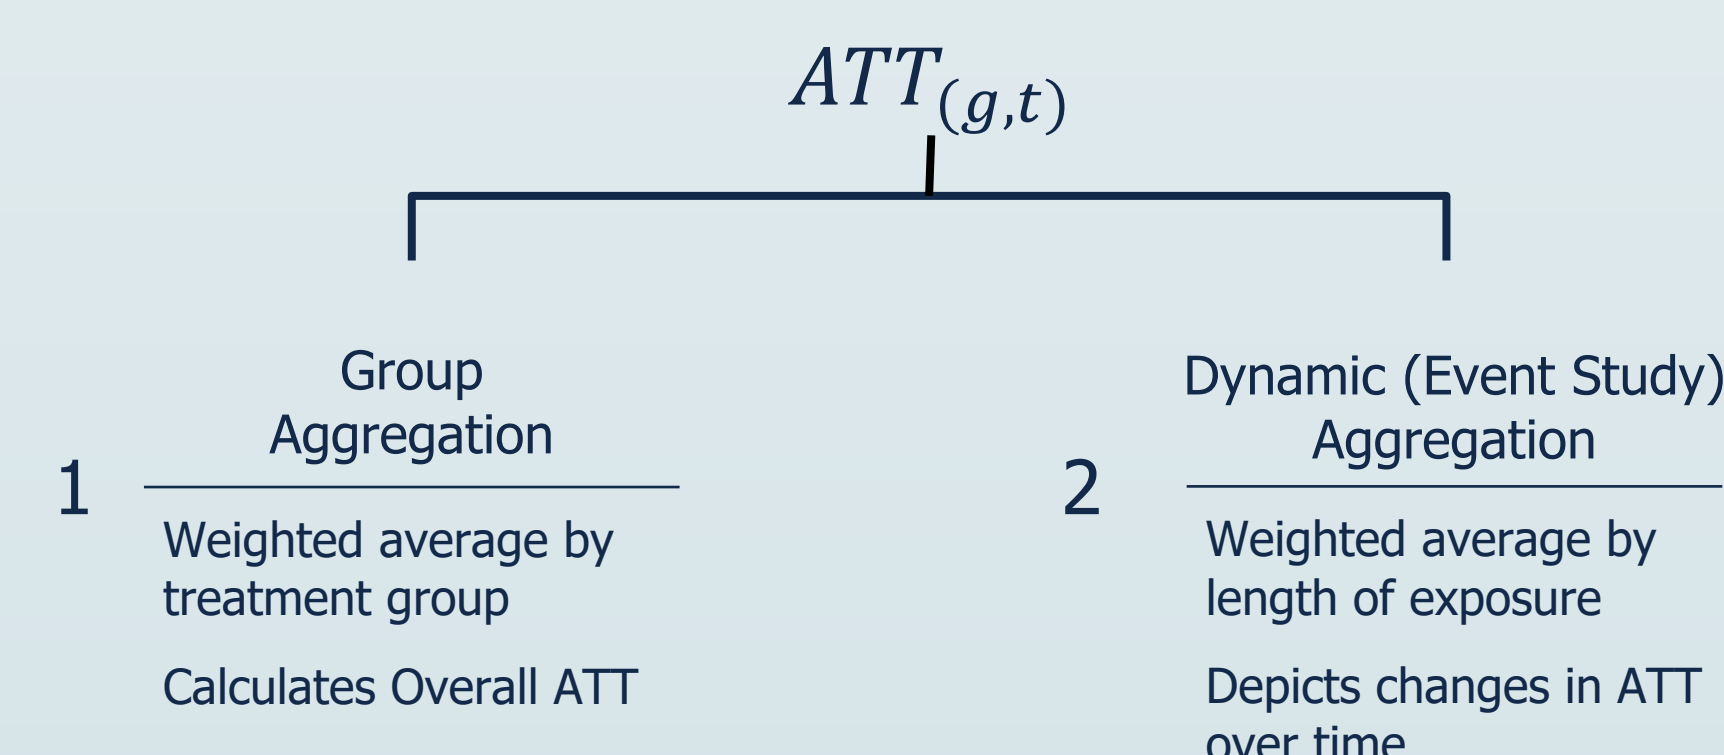 ATT(g,t)
1
Group
Aggregation
Weighted average by
treatment group
Calculates Overall ATT
2
Dynamic (Event Study)
Aggregation
Weighted average by
length of exposure
Depicts changes in ATT
over time